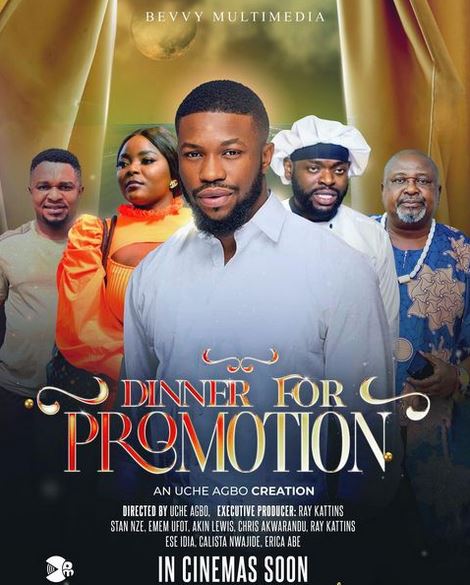 BEVVY MULTIMEDIA
DINNER FOR
PROMOTION
AN UCHE AGBO CREATION
DIRECTED BY UCHE AGBO, EXECUTIVE PRODUCER: RAY KATTINS
STAN NZE, EMEM UFOT, AKIN LEWIS, CHRIS AKWARANDU, RAY KATTINS
ESE IDIA, CALISTA NWAJIDE, ERICA ABE
IN CINEMAS SOON